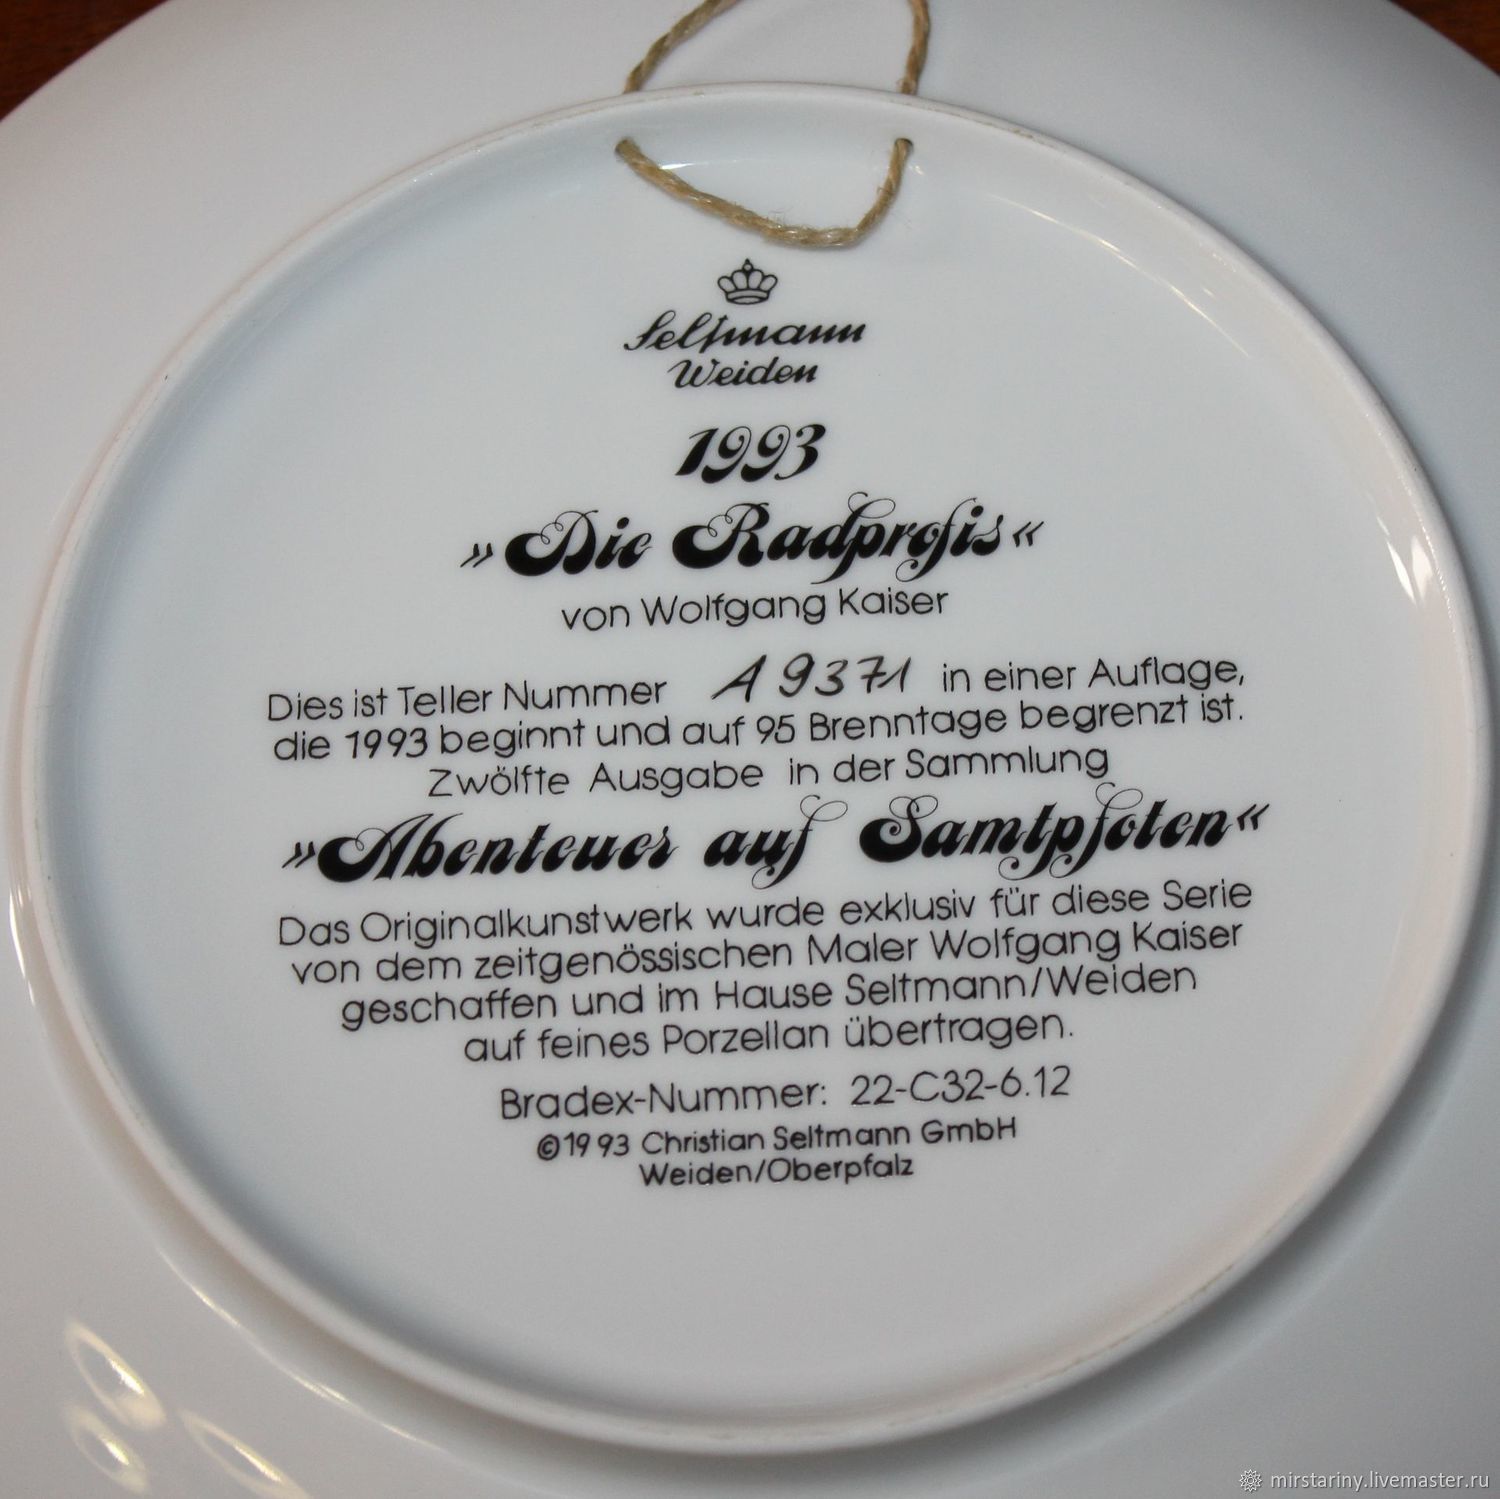 Seltmann
Weiden
1993
»Die Radprofis«
von Wolfgang Kaiser
Dies ist Teller Nummer A 9371 in einer Auflage,
die 1993 beginnt und auf 95 Brenntage begrenzt ist.
Zwölfte Ausgabe in der Sammlung
»Abenteuer auf Samtpfoten«
Das Originalkunstwerk wurde exklusiv für diese Serie
von dem zeitgenössischen Maler Wolfgang Kaiser
geschaffen und im Hause Seltmann/Weiden
auf feines Porzellan übertragen.
Bradex-Nummer: 22-C32-6.12
©1993 Christian Seltmann GmbH
Weiden/Oberpfalz
mirstariny.livemaster.ru